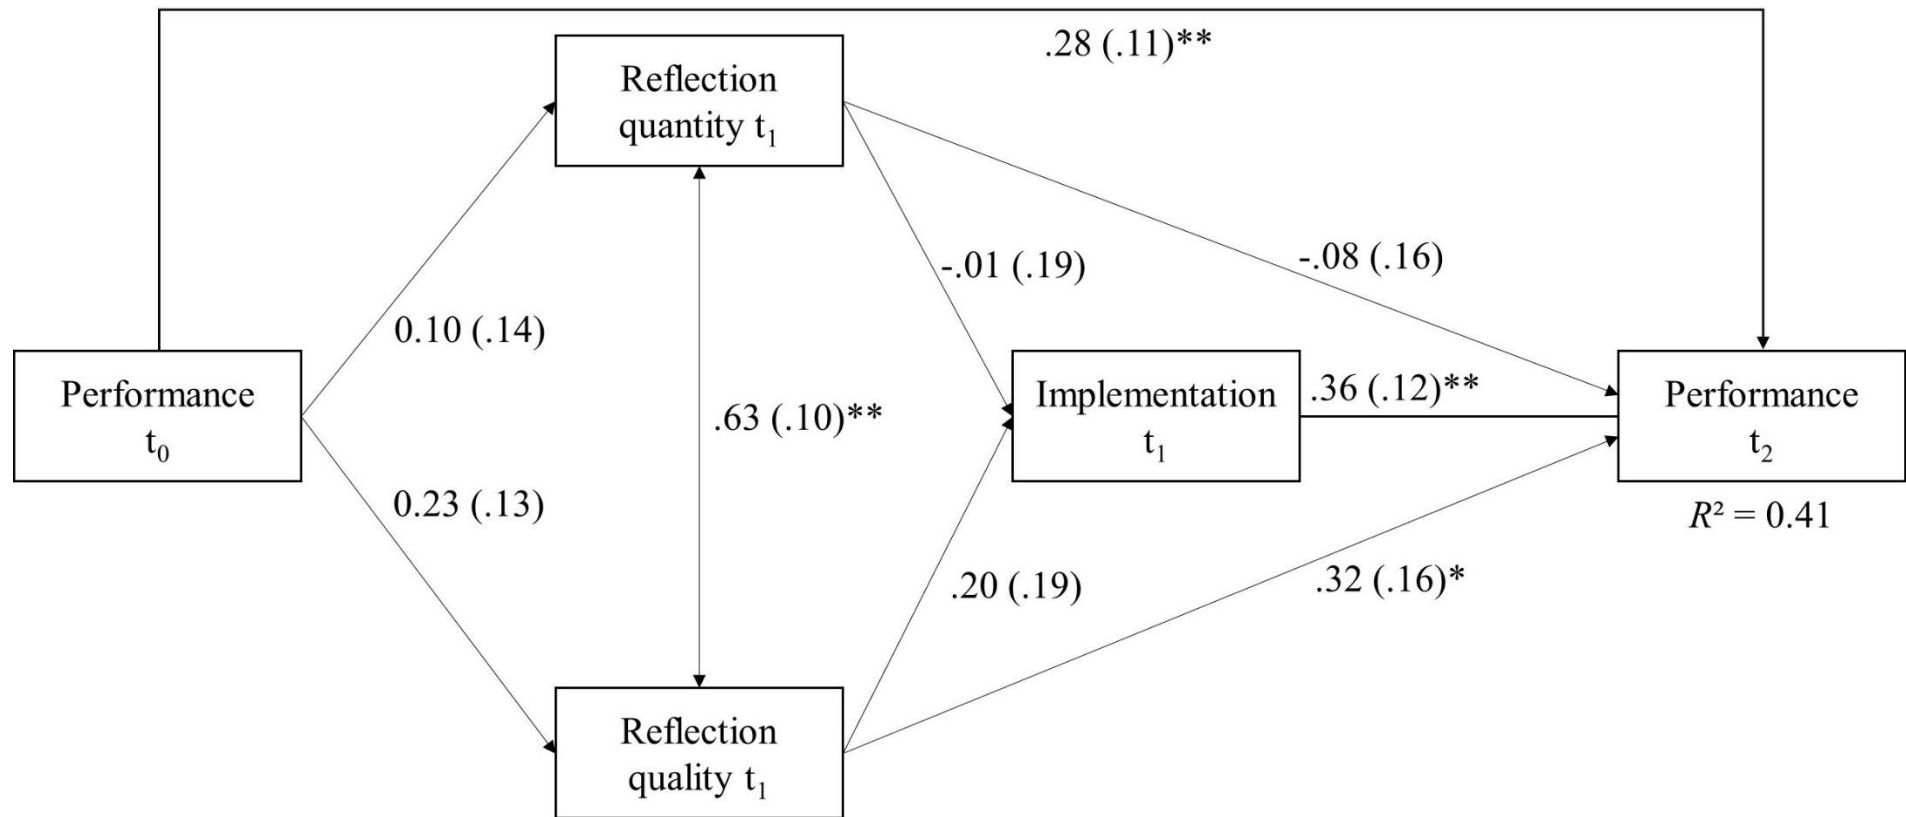 .28 (.11)**
Reflection
quantity t₁
-.01 (.19)
-.08 (.16)
0.10 (.14)
Performance
t₀
.63 (.10)**
Implementation
t₁
.36 (.12)**
Performance
t₂
R² = 0.41
0.23 (.13)
.20 (.19)
.32 (.16)*
Reflection
quality t₁